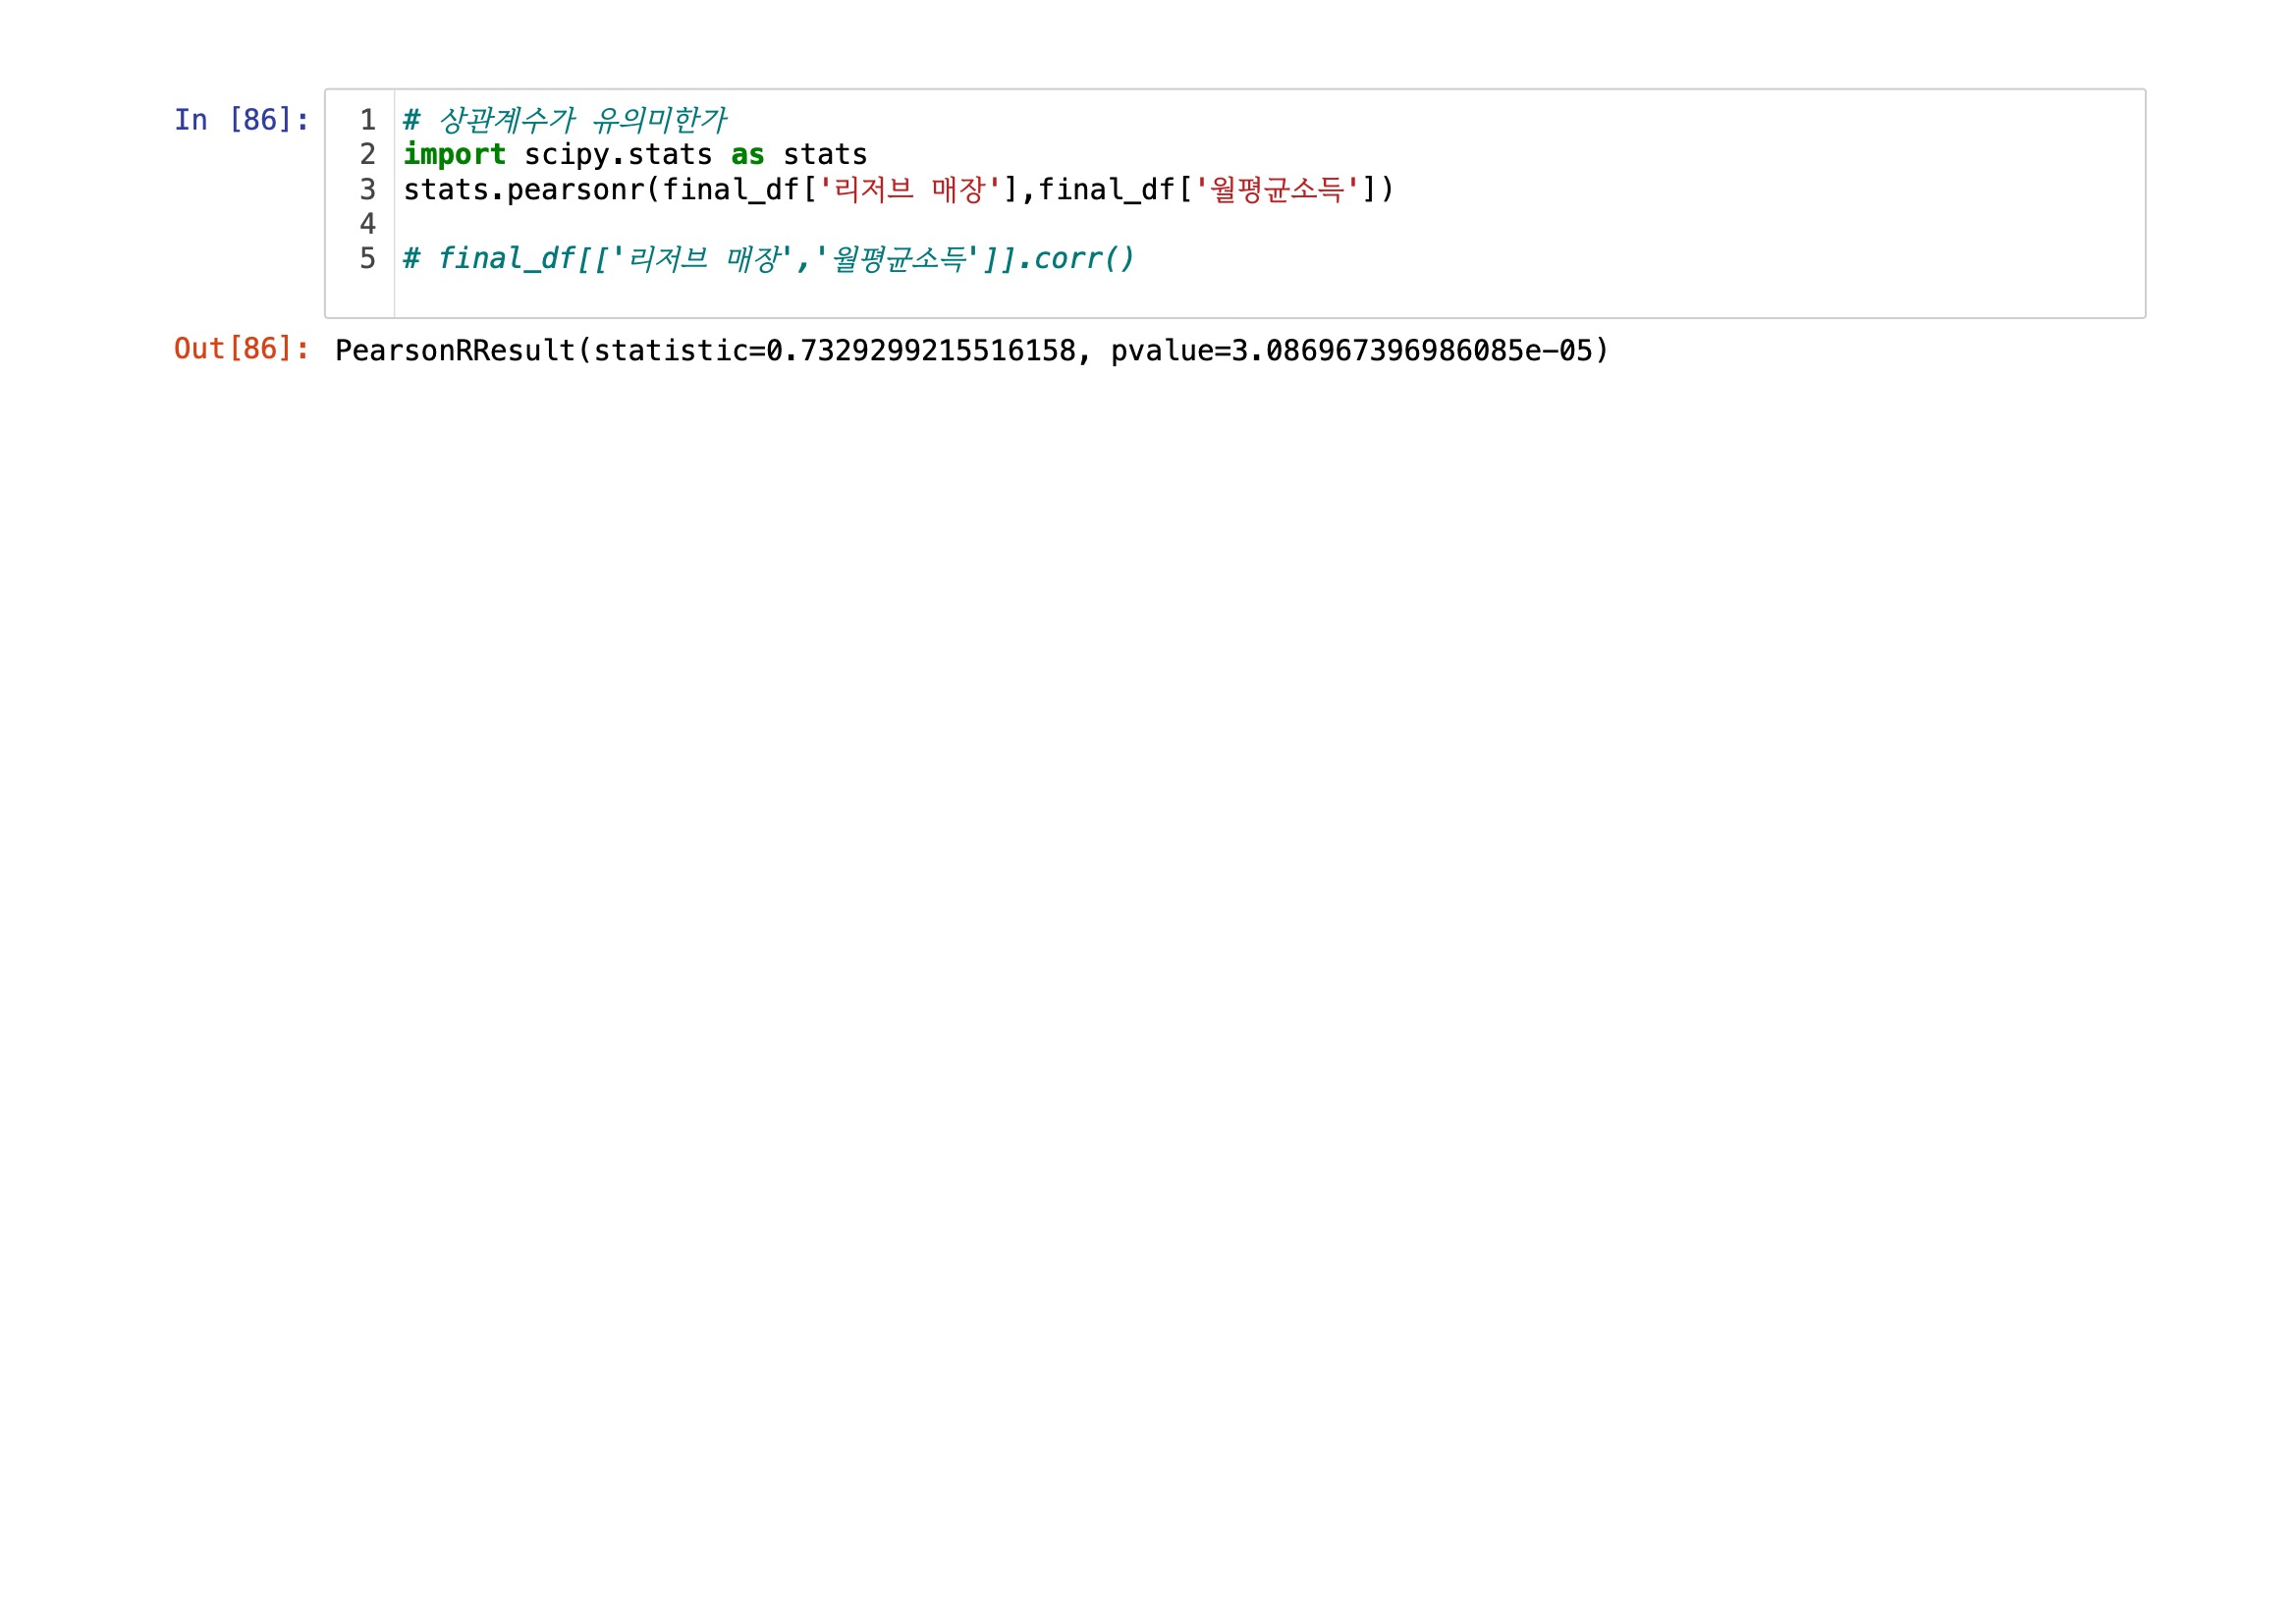 In [86]:
1 # 상관계수가 유의미한가
2 import scipy.stats as stats
3 stats.pearsonr(final_df['리저브 매장'],final_df['월평균소득'])
4
5 # final_df[['리저브 매장','월평균소득']].corr()
Out[86]: PearsonRResult(statistic=0.7329299215516158, pvalue=3.086967396986085e-05)